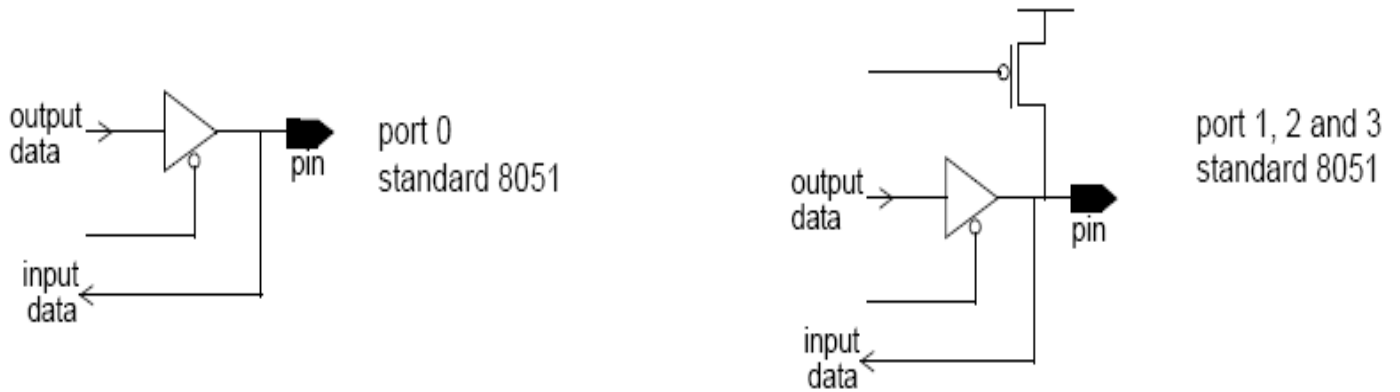 output
data
pin
port 0
standard 8051
input
data
output
data
pin
port 1, 2 and 3
standard 8051
input
data